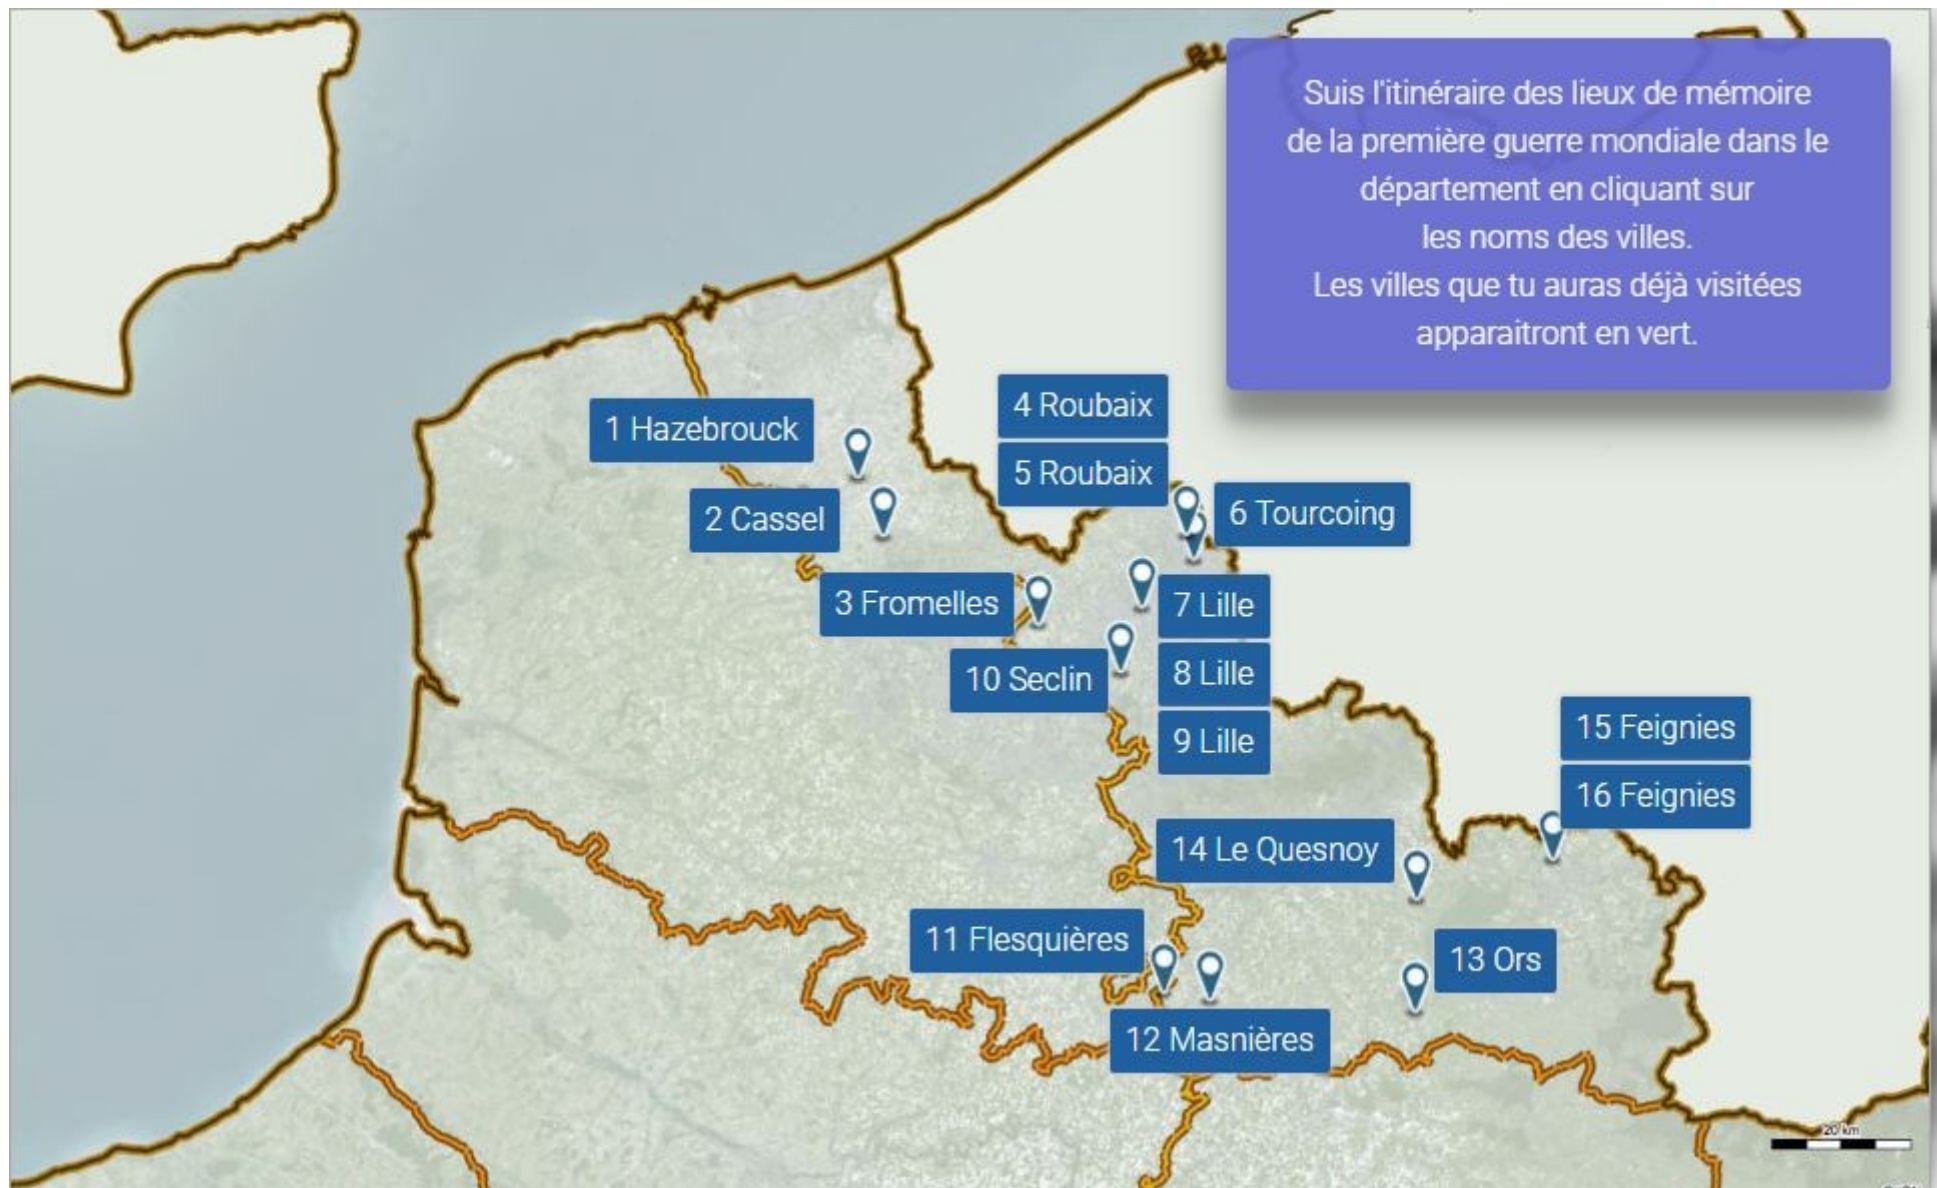 Suis l'itinéraire des lieux de mémoire
de la première guerre mondiale dans le
département en cliquant sur
les noms des villes.
Les villes que tu auras déjà visitées
apparaitront en vert.
4 Roubaix
1 Hazebrouck
5 Roubaix
2 Cassel
6 Tourcoing
3 Fromelles
7 Lille
10 Seclin
8 Lille
9 Lille
15 Feignies
16 Feignies
14 Le Quesnoy
11 Flesquières
13 Ors
12 Masnières
20 km